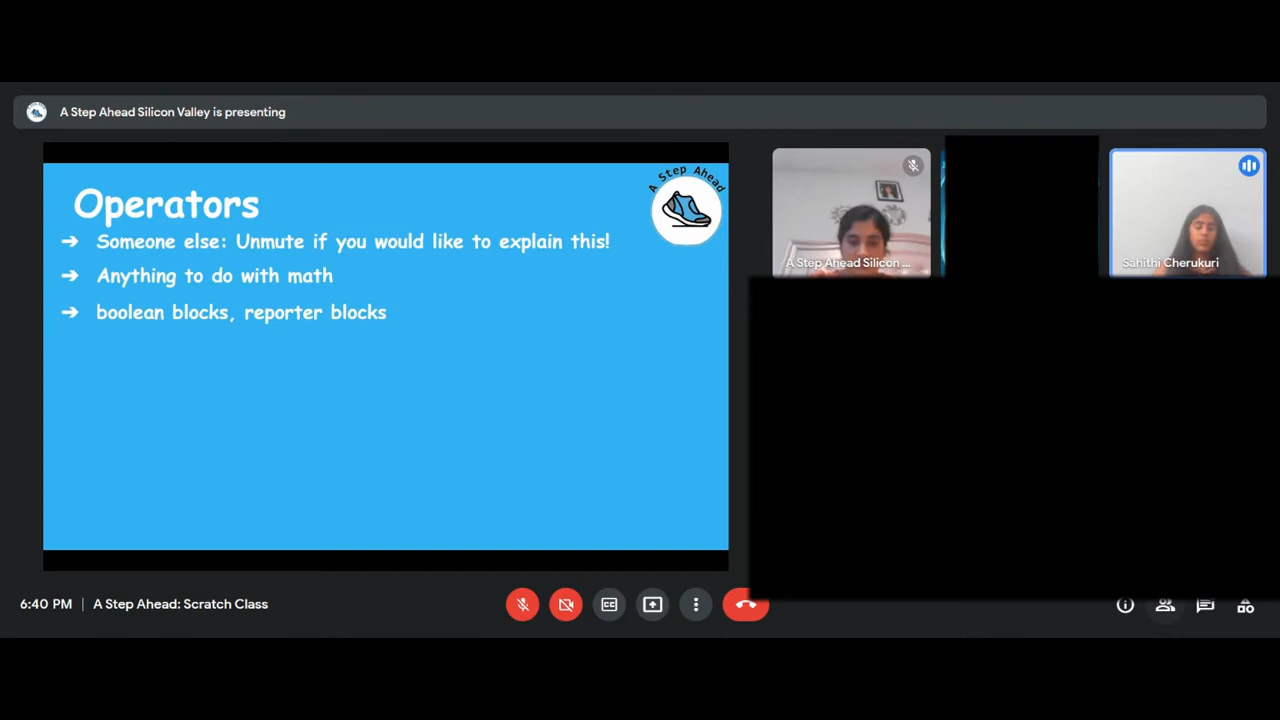 A Step Ahead Silicon Valley is presenting
A Step Ahead
Operators
➔ Someone else: Unmute if you would like to explain this!
➔ Anything to do with math
➔ boolean blocks, reporter blocks
A Step Ahead Silicon ...
Sahithi Cherukuri
6:40 PM | A Step Ahead: Scratch Class
CC